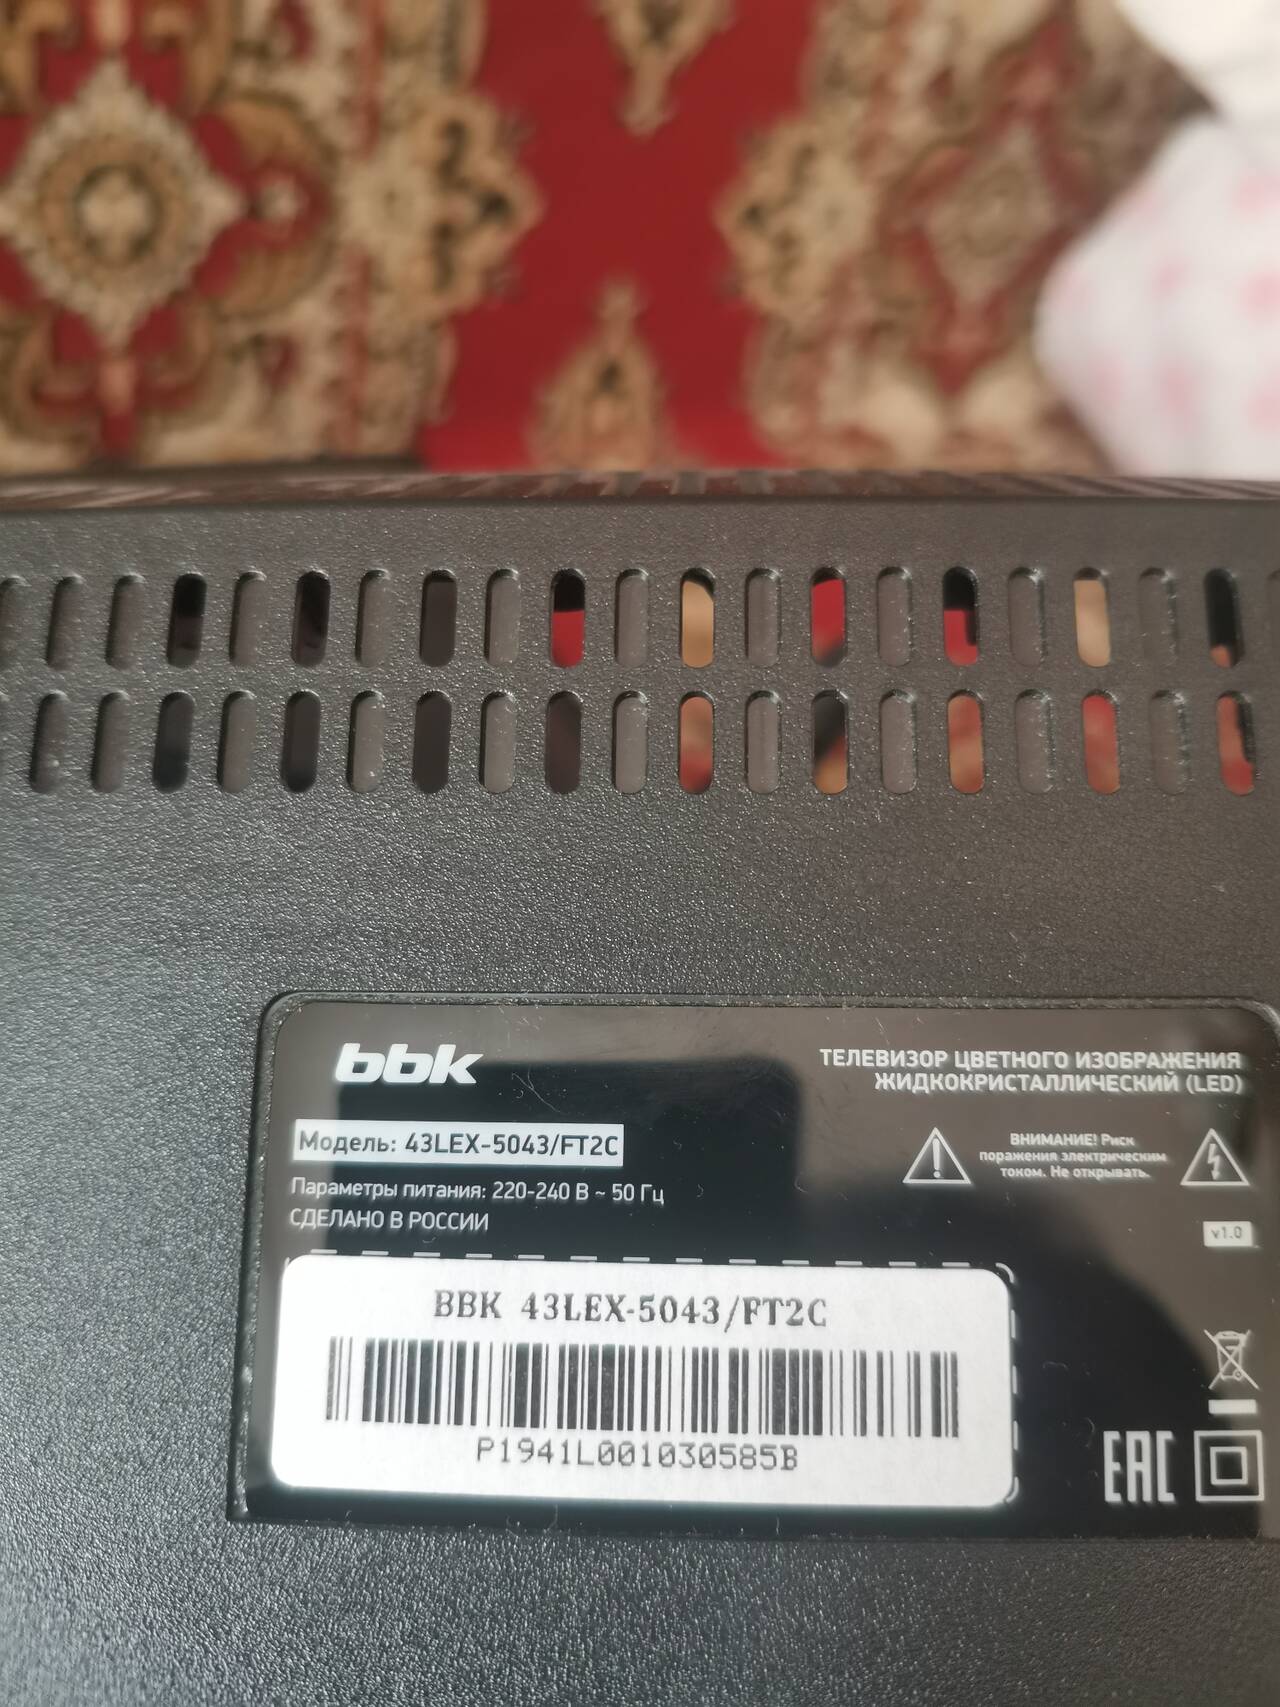 bbk
ТЕЛЕВИЗОР ЦВЕТНОГО ИЗОБРАЖЕНИЯ
ЖИДКОКРИСТАЛЛИЧЕСКИЙ (LED)
Модель: 43LEX-5043/FT2C
Параметры питания: 220-240 В ~ 50 Гц
СДЕЛАНО В РОССИИ
ВНИМАНИЕ! Риск
поражения электрическим
током. Не открывать.
v1.0
BBK 43LEX-5043/FT2C
P1941L001030585B
EAC